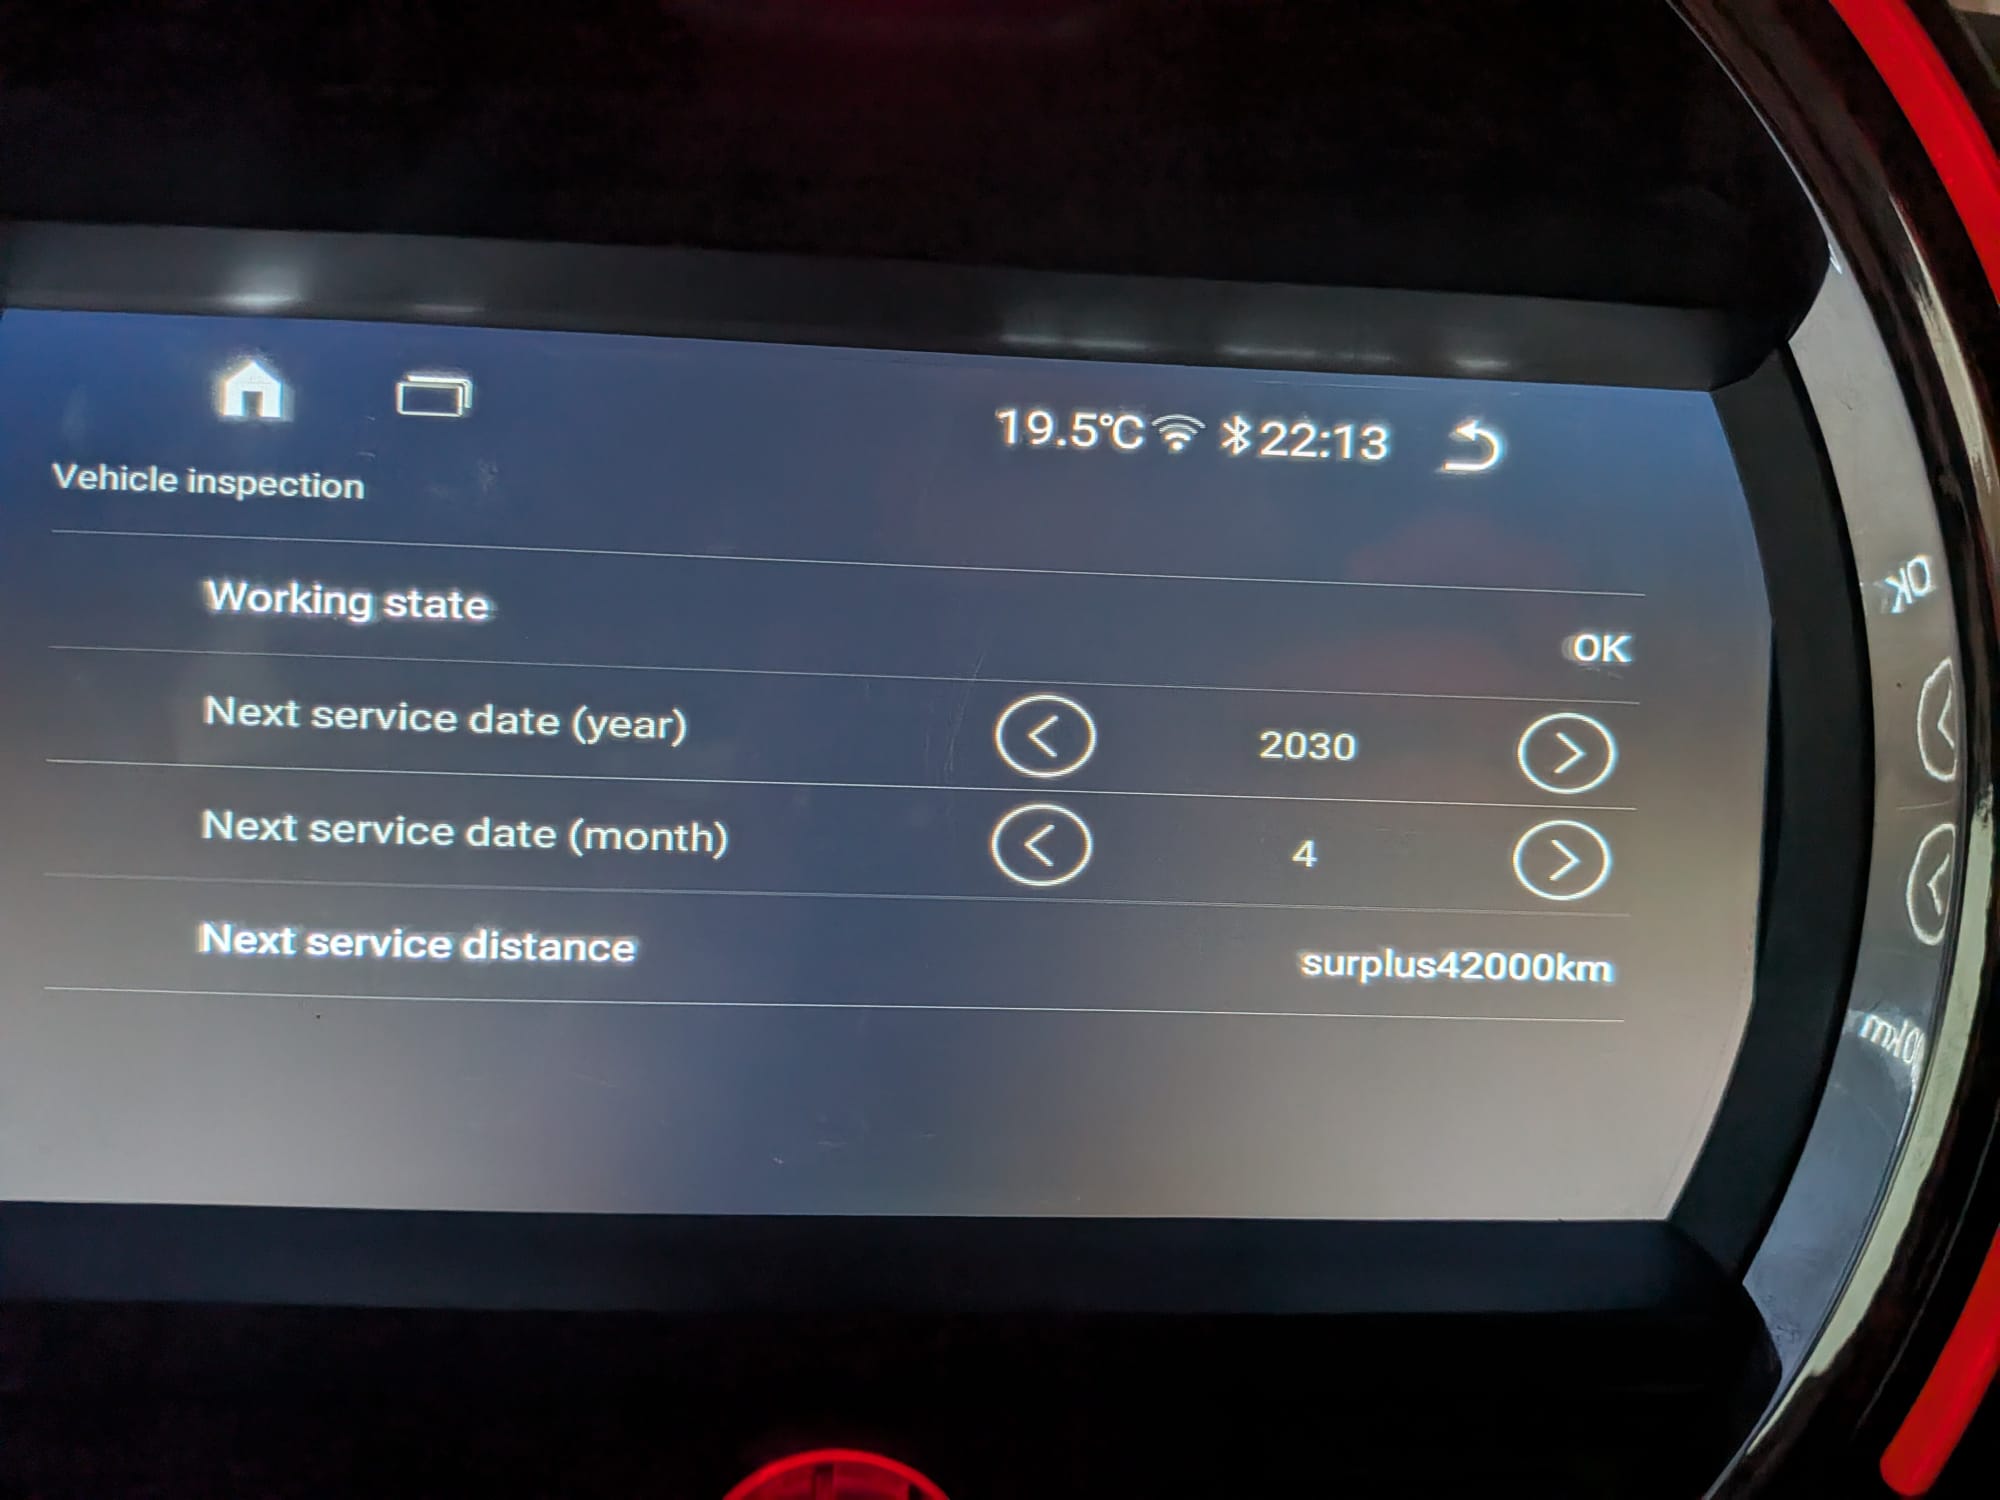 19.5°C 22:13
Vehicle inspection
Working state OK
Next service date (year) 2030
Next service date (month) 4
Next service distance surplus42000km